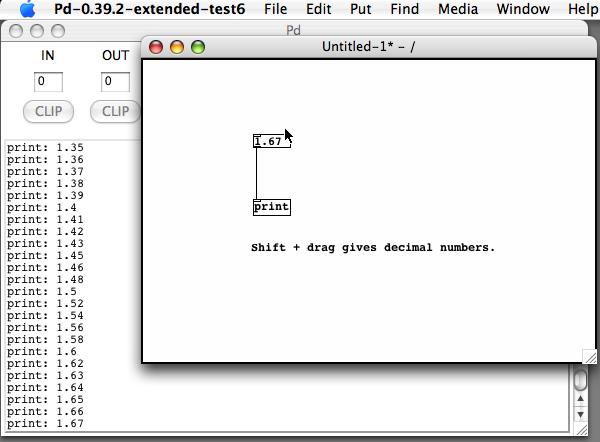 Pd-0.39.2-extended-test6 File Edit Put Find Media Window Help
Pd
Untitled-1* - /
IN OUT
0 0
CLIP CLIP
1.67
print
Shift + drag gives decimal numbers.
print: 1.35
print: 1.36
print: 1.37
print: 1.38
print: 1.39
print: 1.4
print: 1.41
print: 1.42
print: 1.43
print: 1.45
print: 1.46
print: 1.48
print: 1.5
print: 1.52
print: 1.54
print: 1.56
print: 1.58
print: 1.6
print: 1.62
print: 1.63
print: 1.64
print: 1.65
print: 1.66
print: 1.67